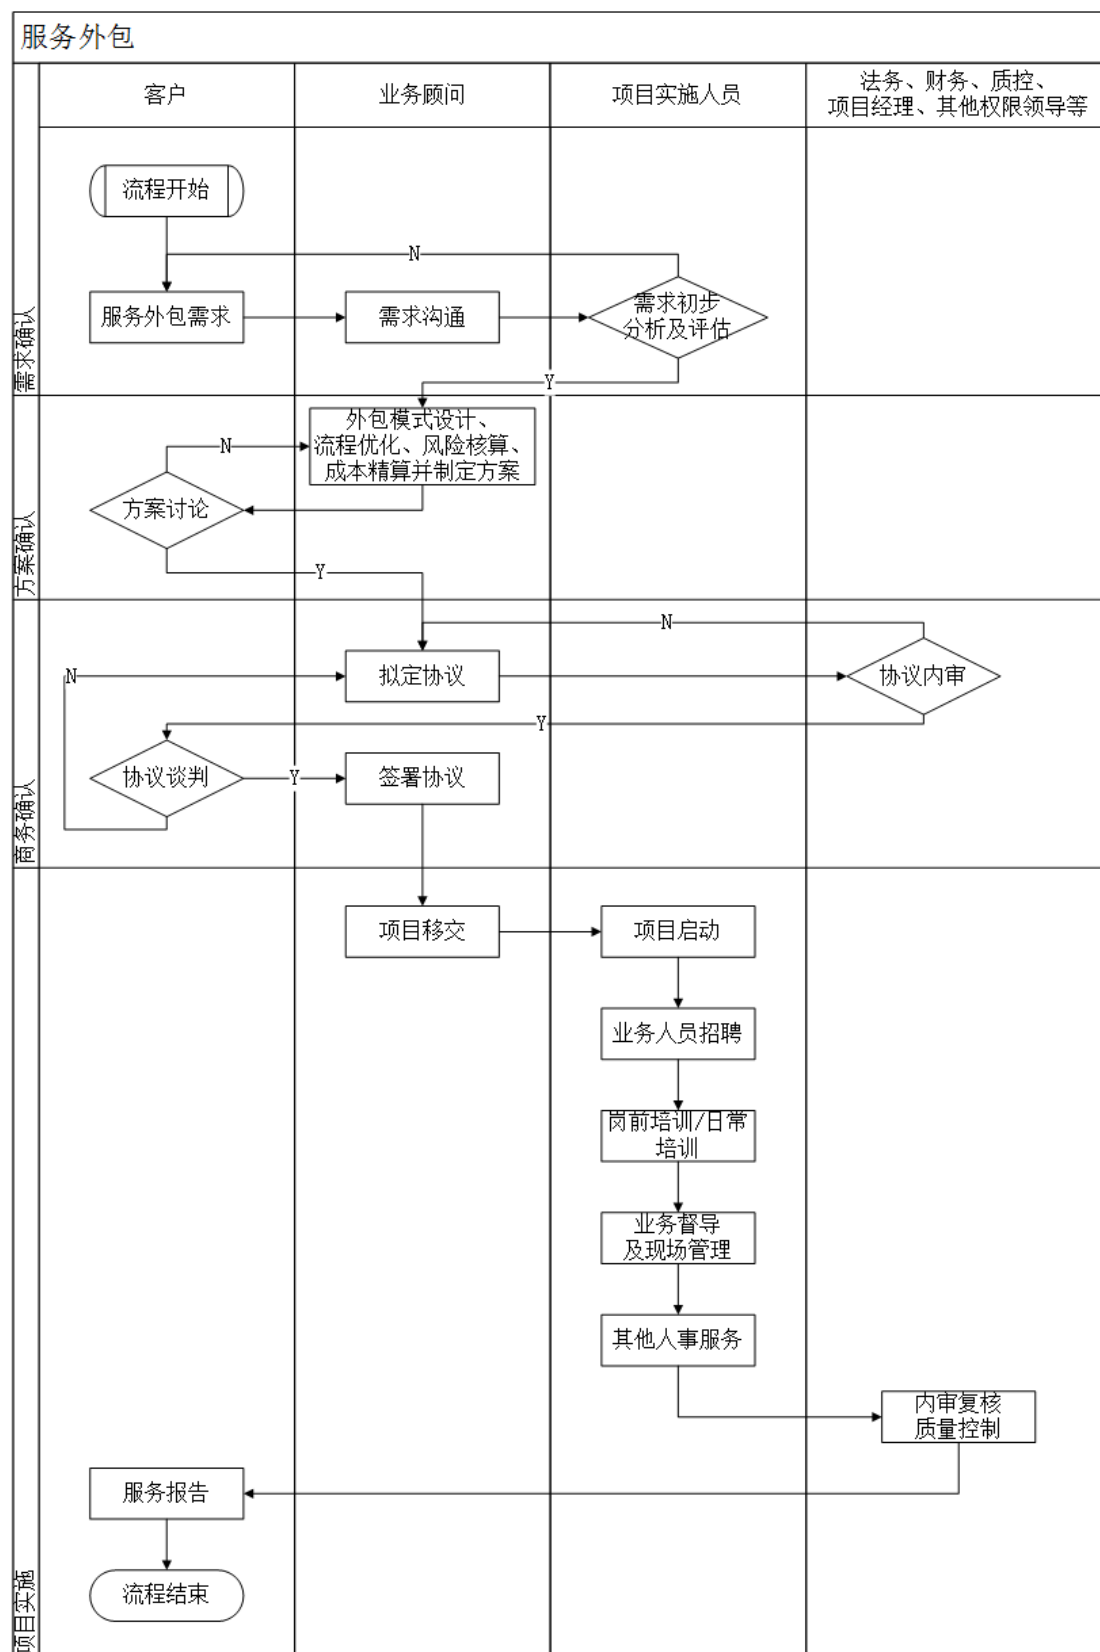 服务外包
客户
业务顾问
项目实施人员
法务、财务、质控、
项目经理、其他权限领导等
需求确认
流程开始
N
服务外包需求
需求沟通
需求初步
分析及评估
Y
方案确认
外包模式设计、
流程优化、风险核算、
成本精算并制定方案
N
方案讨论
Y
商务确认
N
N
拟定协议
协议内审
Y
协议谈判
Y
签署协议
项目实施
项目移交
项目启动
业务人员招聘
岗前培训/日常
培训
业务督导
及现场管理
其他人事服务
内审复核
质量控制
服务报告
流程结束